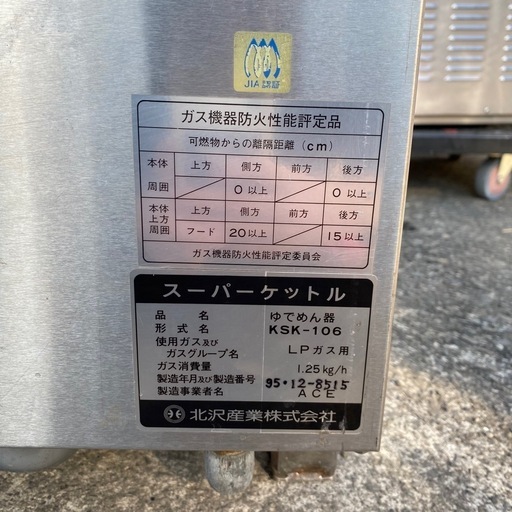 JIA 認証
ガス機器防火性能評定品
可燃物からの離隔距離(cm)
本体周囲 上方 側方 前方 後方
0以上 0以上
本体上方周囲 上方 側方 前方 後方
フード 20以上 15以上
ガス機器防火性能評定委員会
スーパーケットル
品名 ゆでめん器
形式名 KSK-106
使用ガス及びガスグループ名 LPガス用
ガス消費量 1.25kg/h
製造年月及び製造番号 95・12-8515
製造事業者名 ACE
北沢産業株式会社